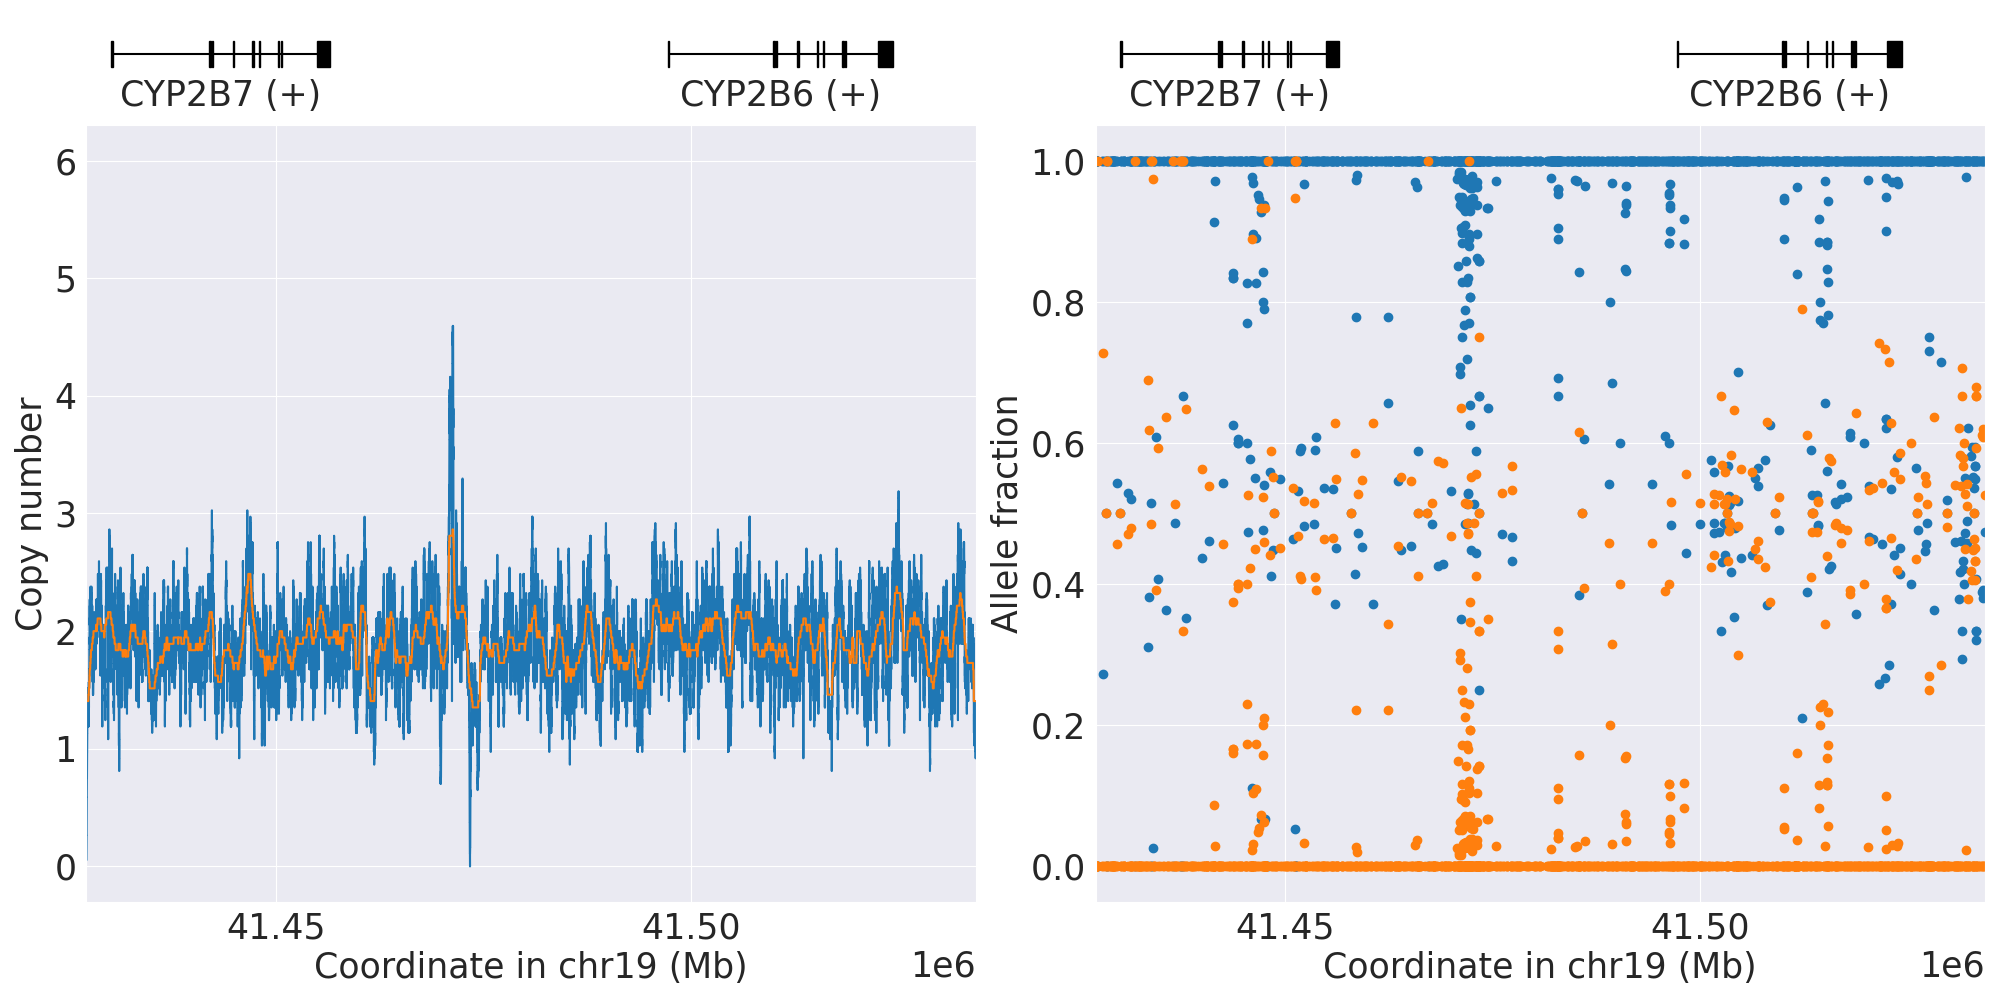 CYP2B7 (+)
CYP2B6 (+)
6
5
4
3
2
1
0
Copy number
41.45
41.50
Coordinate in chr19 (Mb)
1e6
CYP2B7 (+)
CYP2B6 (+)
1.0
0.8
0.6
0.4
0.2
0.0
Allele fraction
41.45
41.50
Coordinate in chr19 (Mb)
1e6